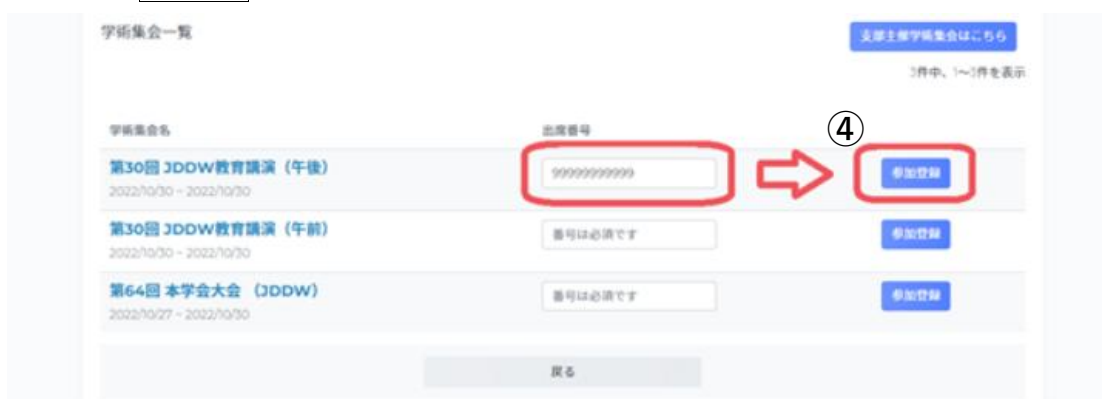 学術集会一覧
支部主催学術集会はこちら
3件中、1～3件を表示
学術集会名
出席番号
④
第30回 JDDW教育講演（午後）
99999999999
参加登録
2022/10/30 ~ 2022/10/30
第30回 JDDW教育講演（午前）
番号は必須です
参加登録
2022/10/30 ~ 2022/10/30
第64回 本学会大会 （JDDW）
番号は必須です
参加登録
2022/10/27 ~ 2022/10/30
戻る